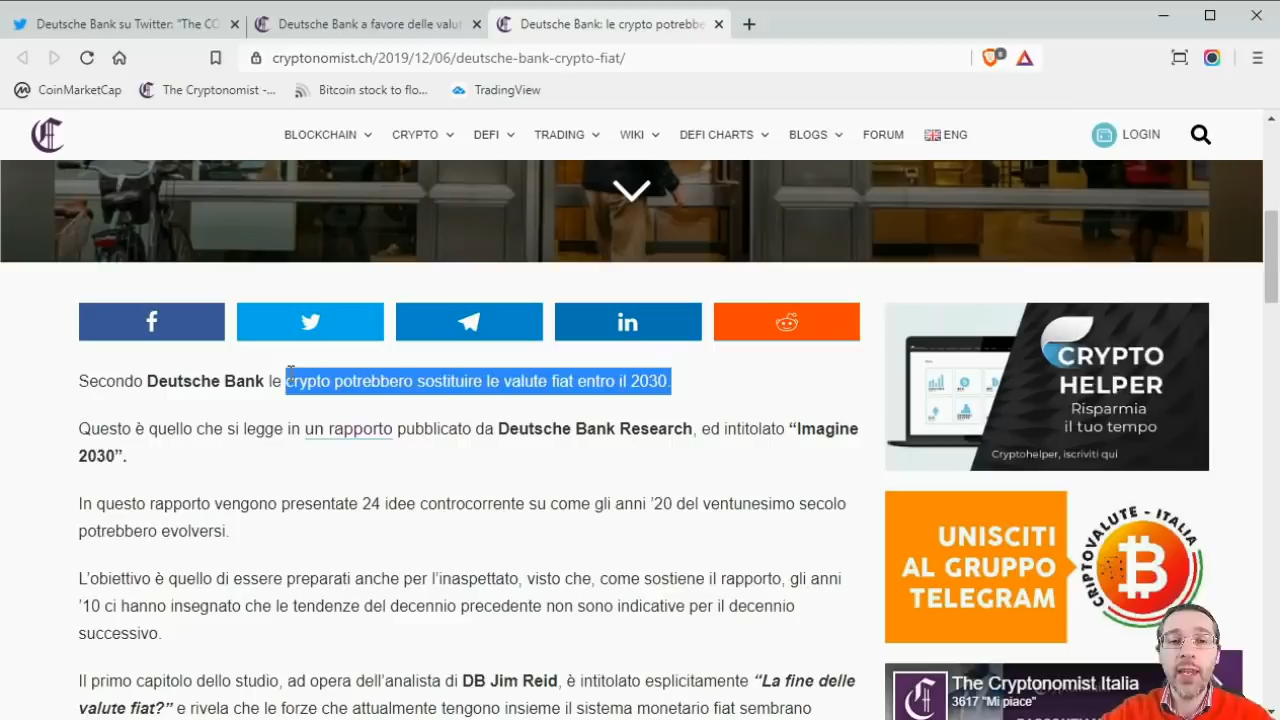 Deutsche Bank su Twitter: "The CO
Deutsche Bank a favore delle valut
Deutsche Bank: le crypto potrebbe
cryptonomist.ch/2019/12/06/deutsche-bank-crypto-fiat/
CoinMarketCap
The Cryptonomist -...
Bitcoin stock to flo...
TradingView
BLOCKCHAIN
CRYPTO
DEFI
TRADING
WIKI
DEFI CHARTS
BLOGS
FORUM
ENG
LOGIN
Secondo Deutsche Bank le crypto potrebbero sostituire le valute fiat entro il 2030.
Questo è quello che si legge in un rapporto pubblicato da Deutsche Bank Research, ed intitolato “Imagine
2030”.
In questo rapporto vengono presentate 24 idee controcorrente su come gli anni ’20 del ventunesimo secolo
potrebbero evolversi.
L’obiettivo è quello di essere preparati anche per l’inaspettato, visto che, come sostiene il rapporto, gli anni
’10 ci hanno insegnato che le tendenze del decennio precedente non sono indicative per il decennio
successivo.
Il primo capitolo dello studio, ad opera dell’analista di DB Jim Reid, è intitolato esplicitamente “La fine delle
valute fiat?” e rivela che le forze che attualmente tengono insieme il sistema monetario fiat sembrano
CRYPTO
HELPER
Risparmia
il tuo tempo
Cryptohelper, iscriviti qui
UNISCITI
AL GRUPPO
TELEGRAM
CRIPTOVALUTE - ITALIA
The Cryptonomist Italia
3617 "Mi piace"